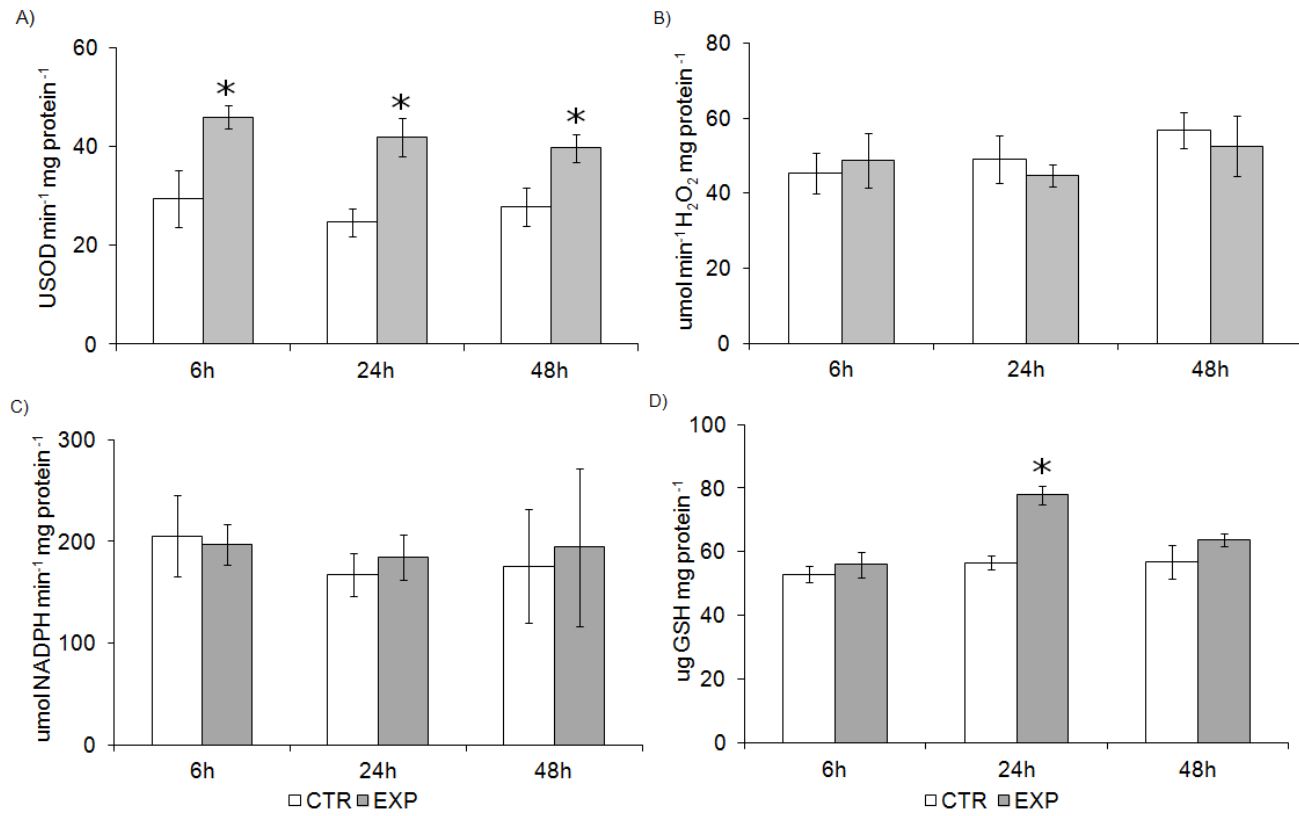 A)
USOD min⁻¹ mg protein⁻¹
60
40
20
0
*
*
*
6h 24h 48h
B)
umol min⁻¹ H₂O₂ mg protein⁻¹
80
60
40
20
0
6h 24h 48h
C)
umol NADPH min⁻¹ mg protein⁻¹
300
200
100
0
6h 24h 48h
CTR EXP
D)
ug GSH mg protein⁻¹
100
80
60
40
20
0
*
6h 24h 48h
CTR EXP